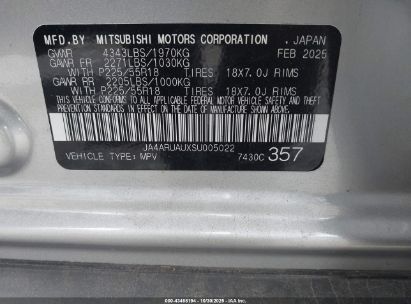 MFD.BY MITSUBISHI MOTORS CORPORATION , JAPAN
GVWR 4343LBS/1970KG FEB 2025
GAWR FR 2271LBS/1030KG
WITH P225/55R18 TIRES 18X7.0J RIMS
GAWR RR 2205LBS/1000KG
WITH P225/55R18 TIRES 18X7.0J RIMS
THIS VEHICLE CONFORMS TO ALL APPLICABLE FEDERAL MOTOR VEHICLE SAFETY AND THEFT
PREVENTION STANDARDS IN EFFECT ON THE DATE OF MANUFACTURE SHOWN ABOVE.
JA4ARUAUXSU005022
VEHICLE TYPE: MPV 7430C 357